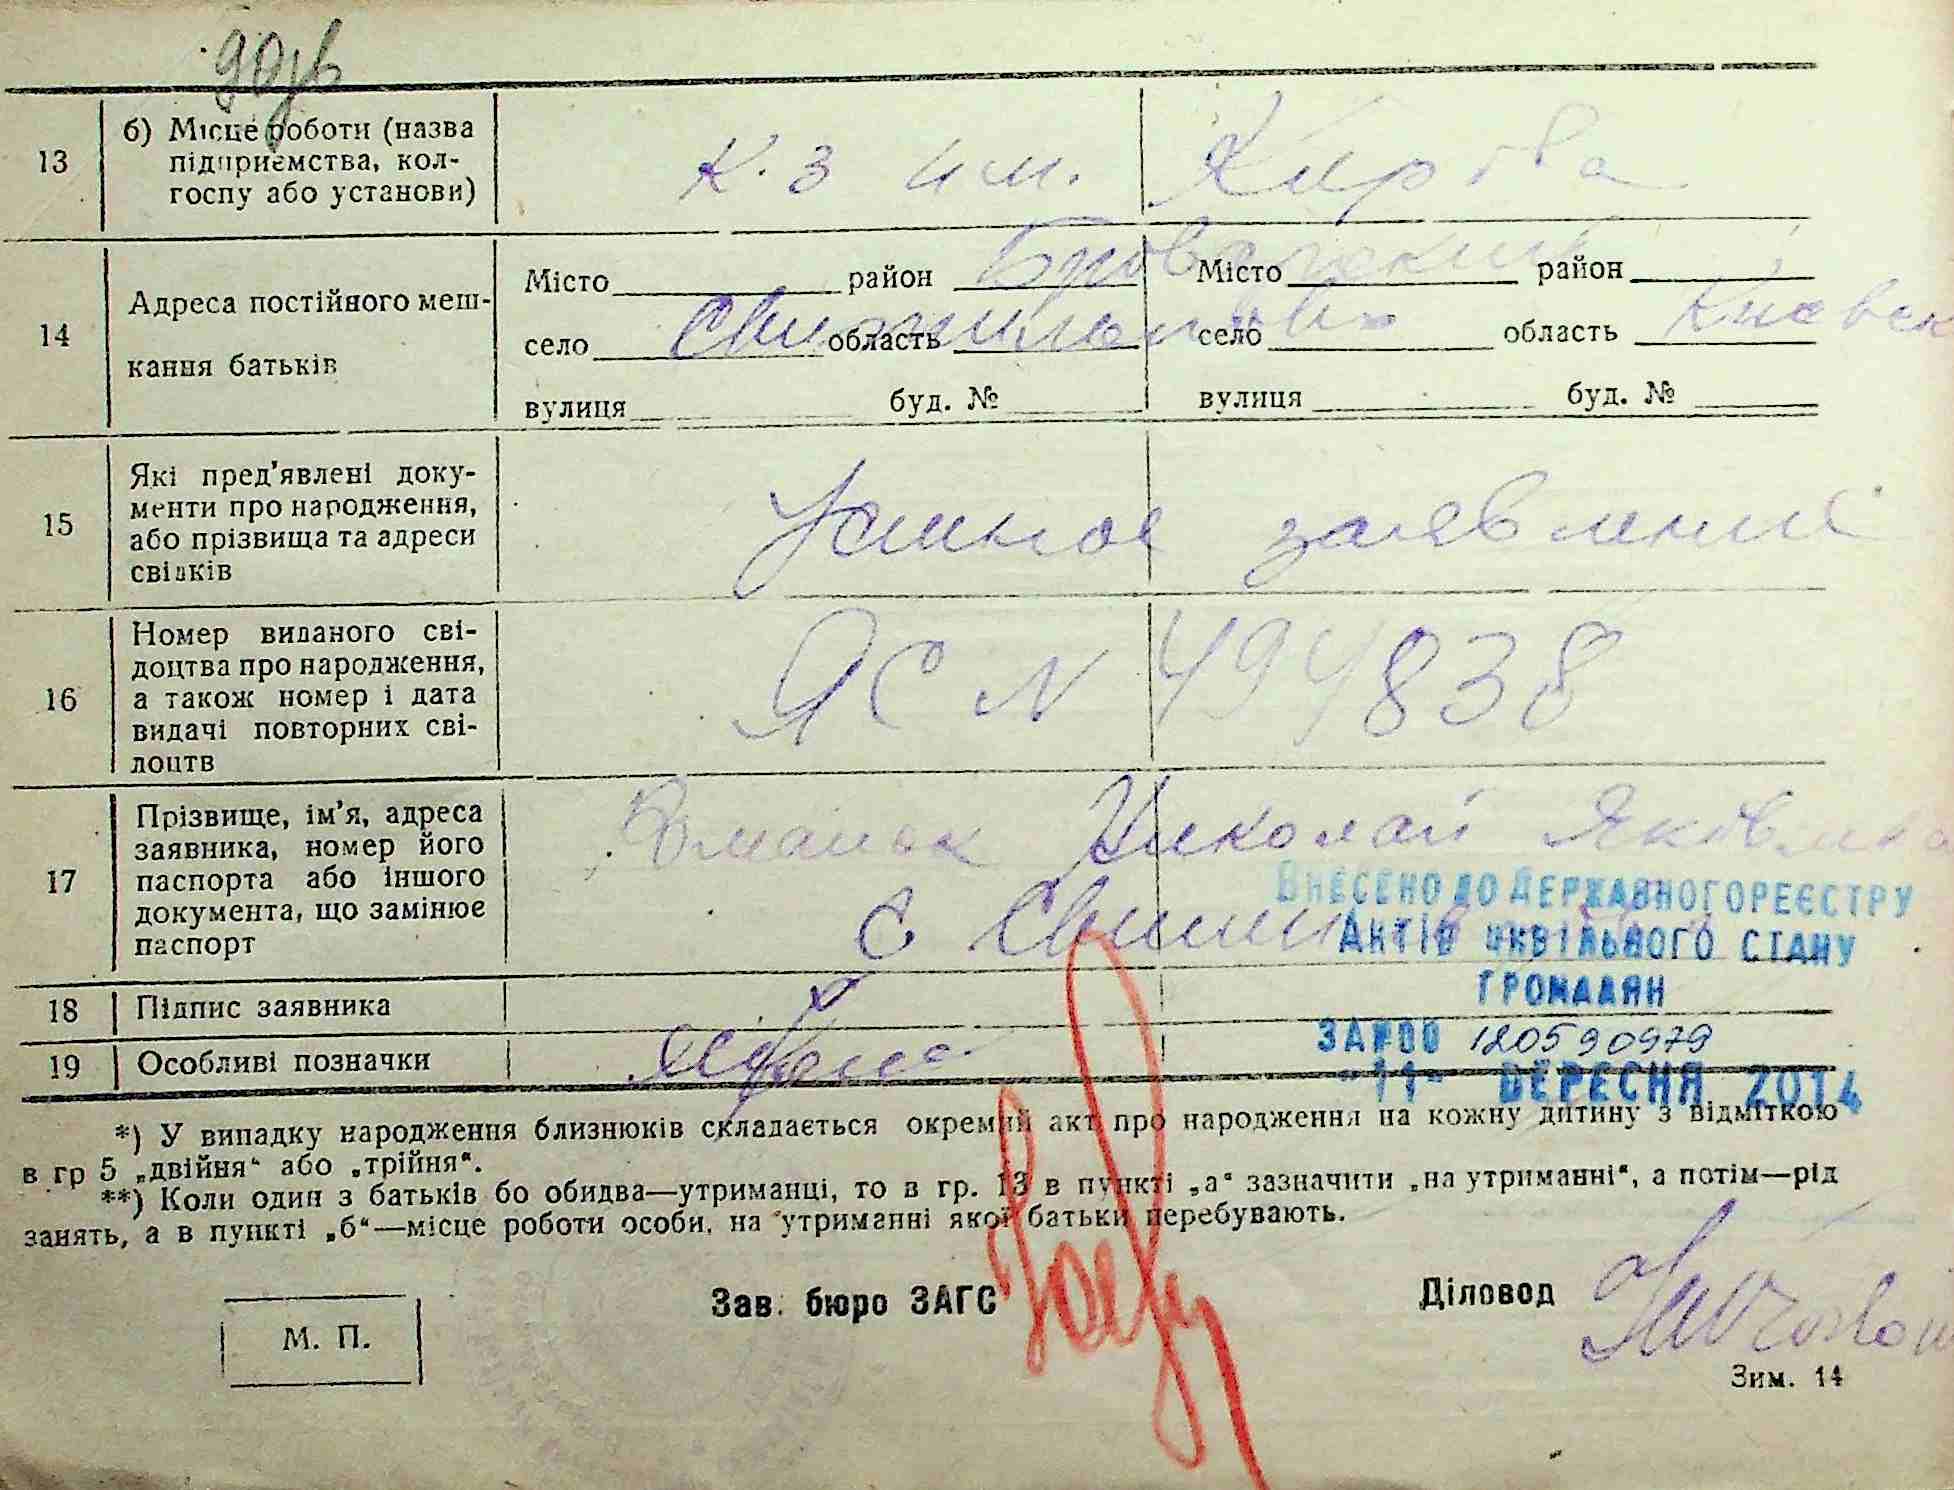 90зв
13 б) Місце роботи (назва
підприємства, кол-
госпу або установи)
К. з им. Кирова
14 Адреса постійного меш-
кання батьків
Місто район Місто район
село область село область Киевск
вулиця буд. № вулиця буд. №
15 Які пред'явлені доку-
менти про народження,
або прізвища та адреси
свідків
Устное заявление
16 Номер виданого сві-
доцтва про народження,
а також номер і дата
видачі повторних сві-
доцтв
ЯС N 494838
17 Прізвище, ім'я, адреса
заявника, номер його
паспорта або іншого
документа, що замінює
паспорт
Николай Яковлев
с
ВНЕСЕНО ДО ДЕРЖАВНОГО РЕЄСТРУ
АКТІВ ЦИВІЛЬНОГО СТАНУ
ГРОМАДЯН
18 Підпис заявника
ЗА №00 120590979
19 Особливі позначки
"11" ВЕРЕСНЯ 2014
*) У випадку народження близнюків складається окремий акт про народження на кожну дитину з відміткою
в гр 5 „двійня“ або „трійня“.
**) Коли один з батьків бо обидва—утриманці, то в гр. 13 в пункті „а“ зазначити „на утриманні“, а потім—рід
занять, а в пункті „б“—місце роботи особи, на утриманні якої батьки перебувають.
Зав. бюро ЗАГС
Діловод
М. П.
Зим. 14